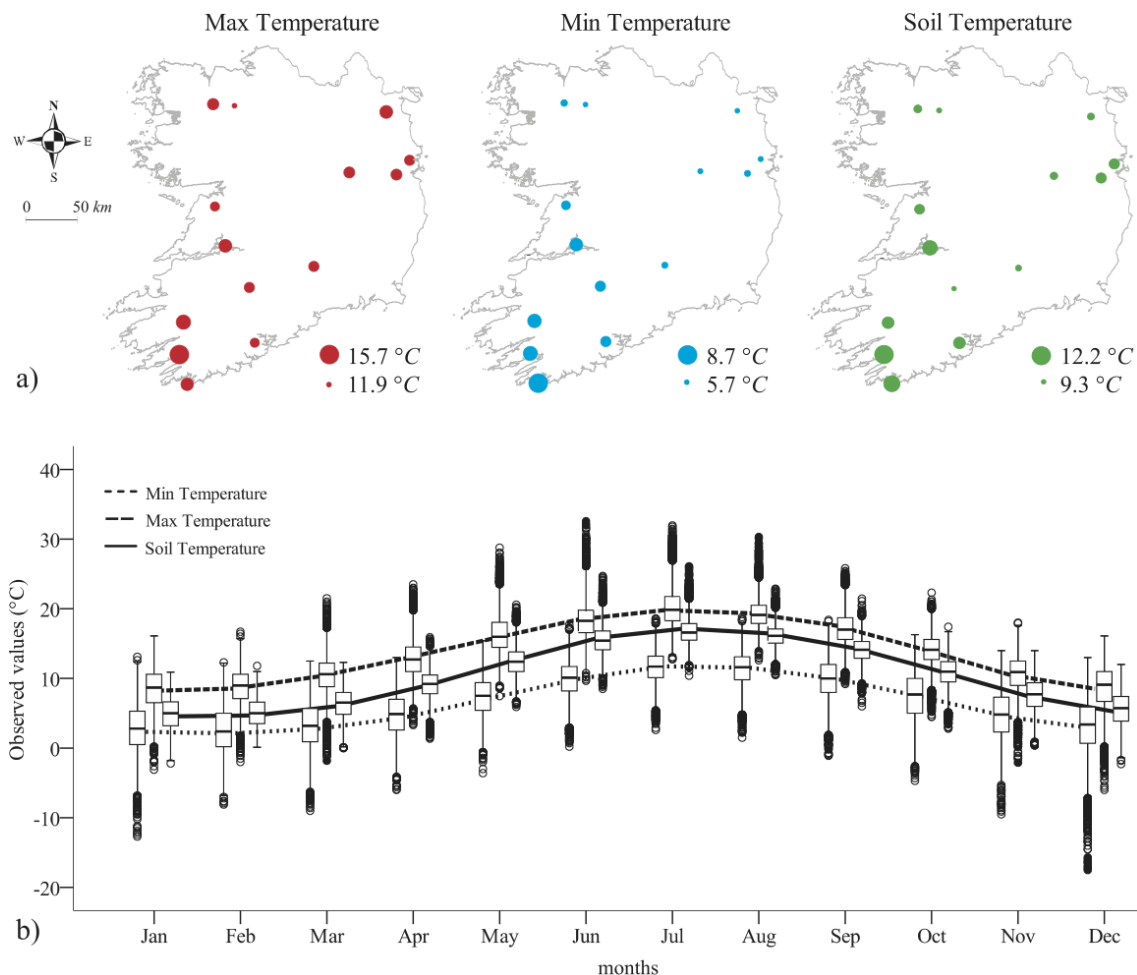 Max Temperature
Min Temperature
Soil Temperature
N
W E
S
0 50 km
15.7 °C
11.9 °C
8.7 °C
5.7 °C
12.2 °C
9.3 °C
a)
Min Temperature
Max Temperature
Soil Temperature
Observed values (°C)
40
30
20
10
0
-10
-20
b)
Jan Feb Mar Apr May Jun Jul Aug Sep Oct Nov Dec
months